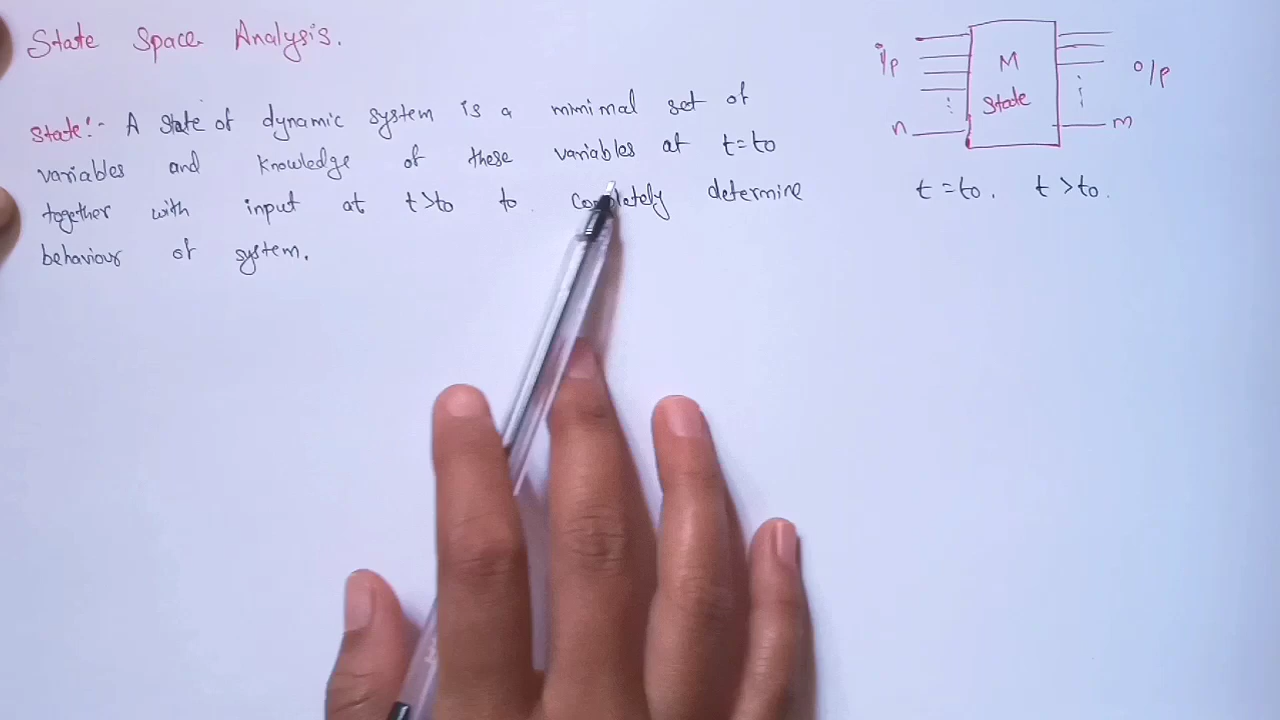 State Space Analysis.
State:- A State of dynamic system is a minimal set of
variables and knowledge of these variables at t=to
together with input at t>to to completely determine
behaviour of system.
i/p
M
State
o/p
n
m
t=to. t>to.